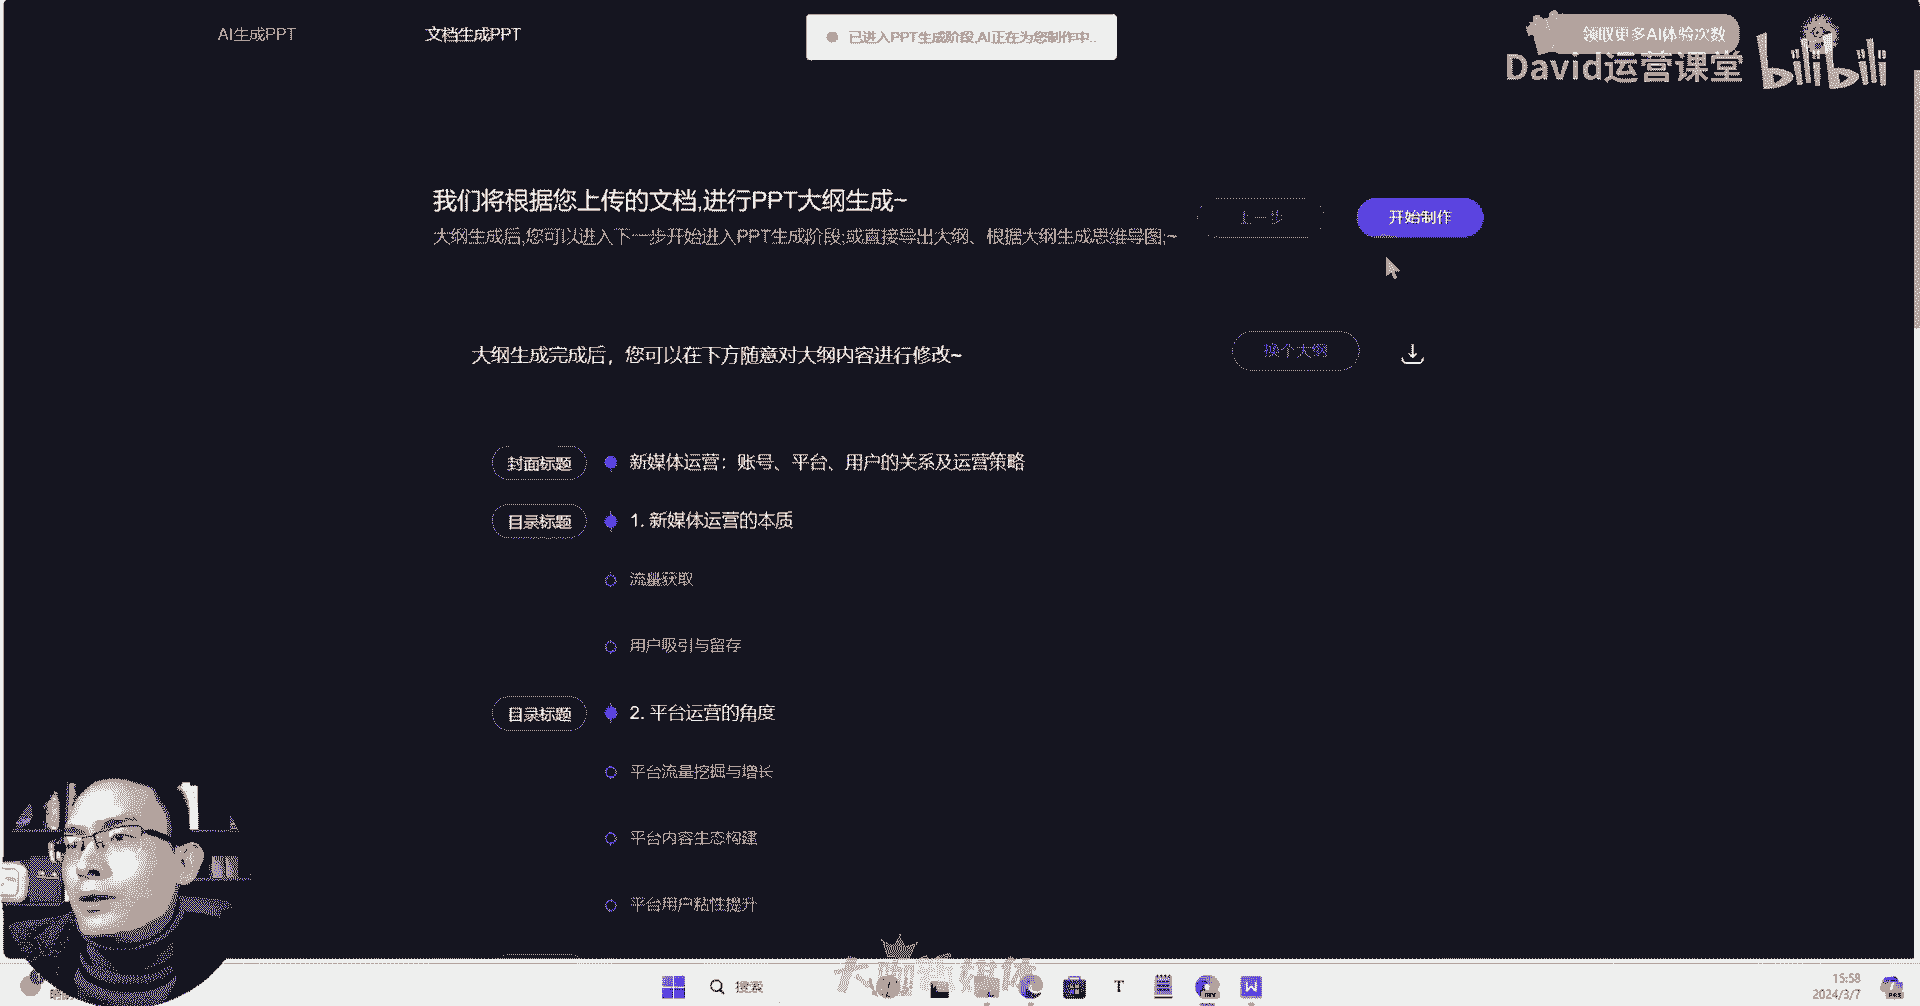 AI生成PPT
文档生成PPT
已进入PPT生成阶段,AI正在为您制作中..
领取更多AI体验次数
David运营课堂
bilibili
我们将根据您上传的文档,进行PPT大纲生成~
大纲生成后,您可以进入下一步开始进入PPT生成阶段;或直接导出大纲、根据大纲生成思维导图;~
上一步
开始制作
大纲生成完成后，您可以在下方随意对大纲内容进行修改~
换个大纲
封面标题
新媒体运营：账号、平台、用户的关系及运营策略
目录标题
1. 新媒体运营的本质
流量获取
用户吸引与留存
目录标题
2. 平台运营的角度
平台流量挖掘与增长
平台内容生态构建
平台用户粘性提升
搜索
大咖新媒体
15:58
2024/3/7